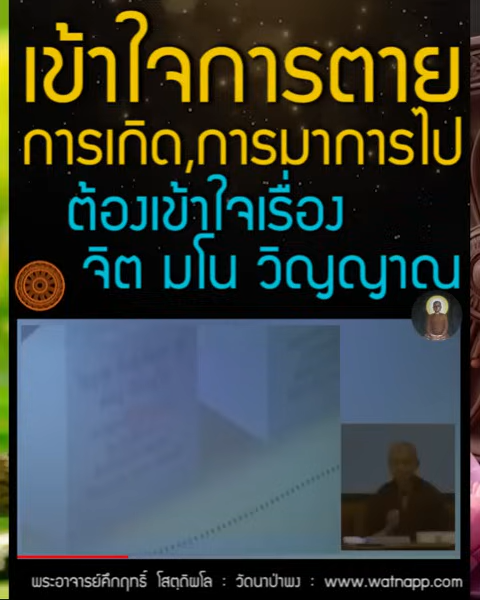 เข้าใจการตาย
การเกิด,การมาการไป
ต้องเข้าใจเรื่อง
จิต มโน วิญญาณ
พระอาจารย์คึกฤทธิ์ โสตฺถิผโล : วัดนาป่าพง : www.watnapp.com